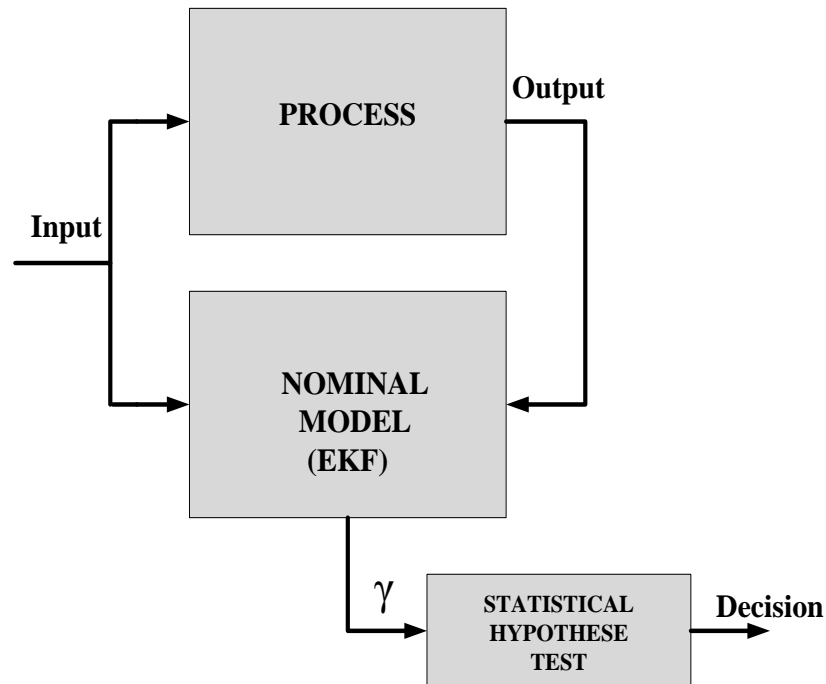 PROCESS
Output
Input
NOMINAL
MODEL
(EKF)
γ
STATISTICAL
HYPOTHESE
TEST
Decision